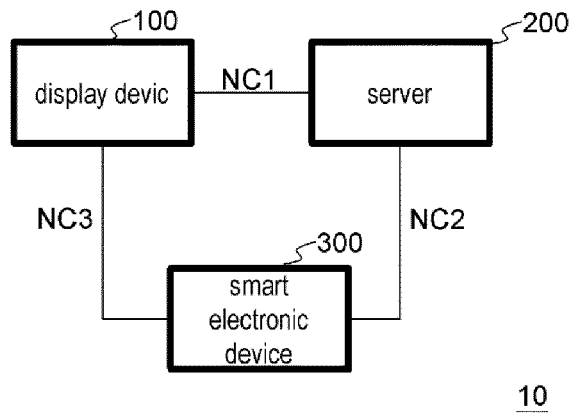 100
200
display devic
NC1
server
NC3
NC2
300
smart
electronic
device
10